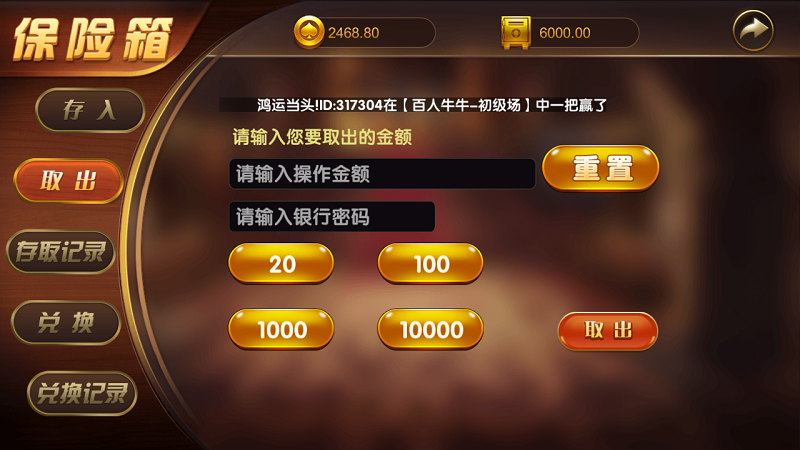 保险箱
2468.80
6000.00
存入
鸿运当头!ID:317304在【百人牛牛-初级场】中一把赢了
请输入您要取出的金额
取出
请输入操作金额
重置
请输入银行密码
存取记录
20
100
兑换
1000
10000
取出
兑换记录